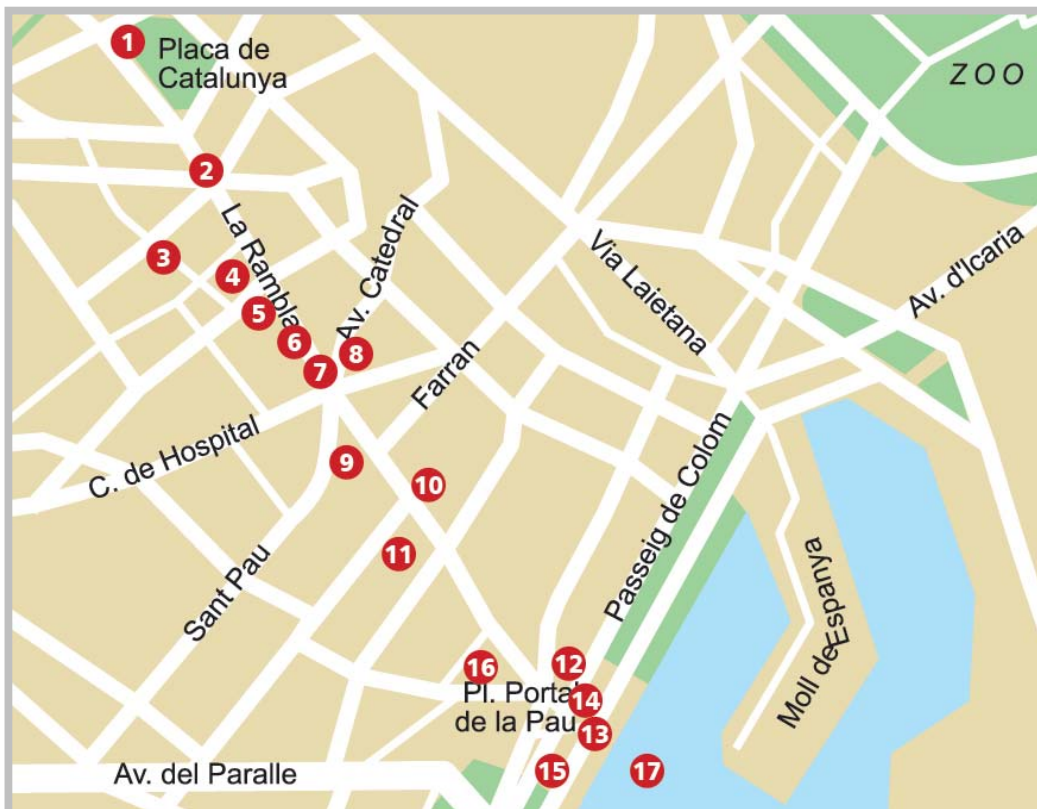 1
Placa de
Catalunya
ZOO
2
La Rambla
3
4
5
6
7
8
Av. Catedral
Via Laietana
Av. d'Icaria
Farran
C. de Hospital
9
10
11
Sant Pau
Passeig de Colom
Moll de Espanya
16
12
Pl. Portal
de la Pau
14
13
15
17
Av. del Paralle